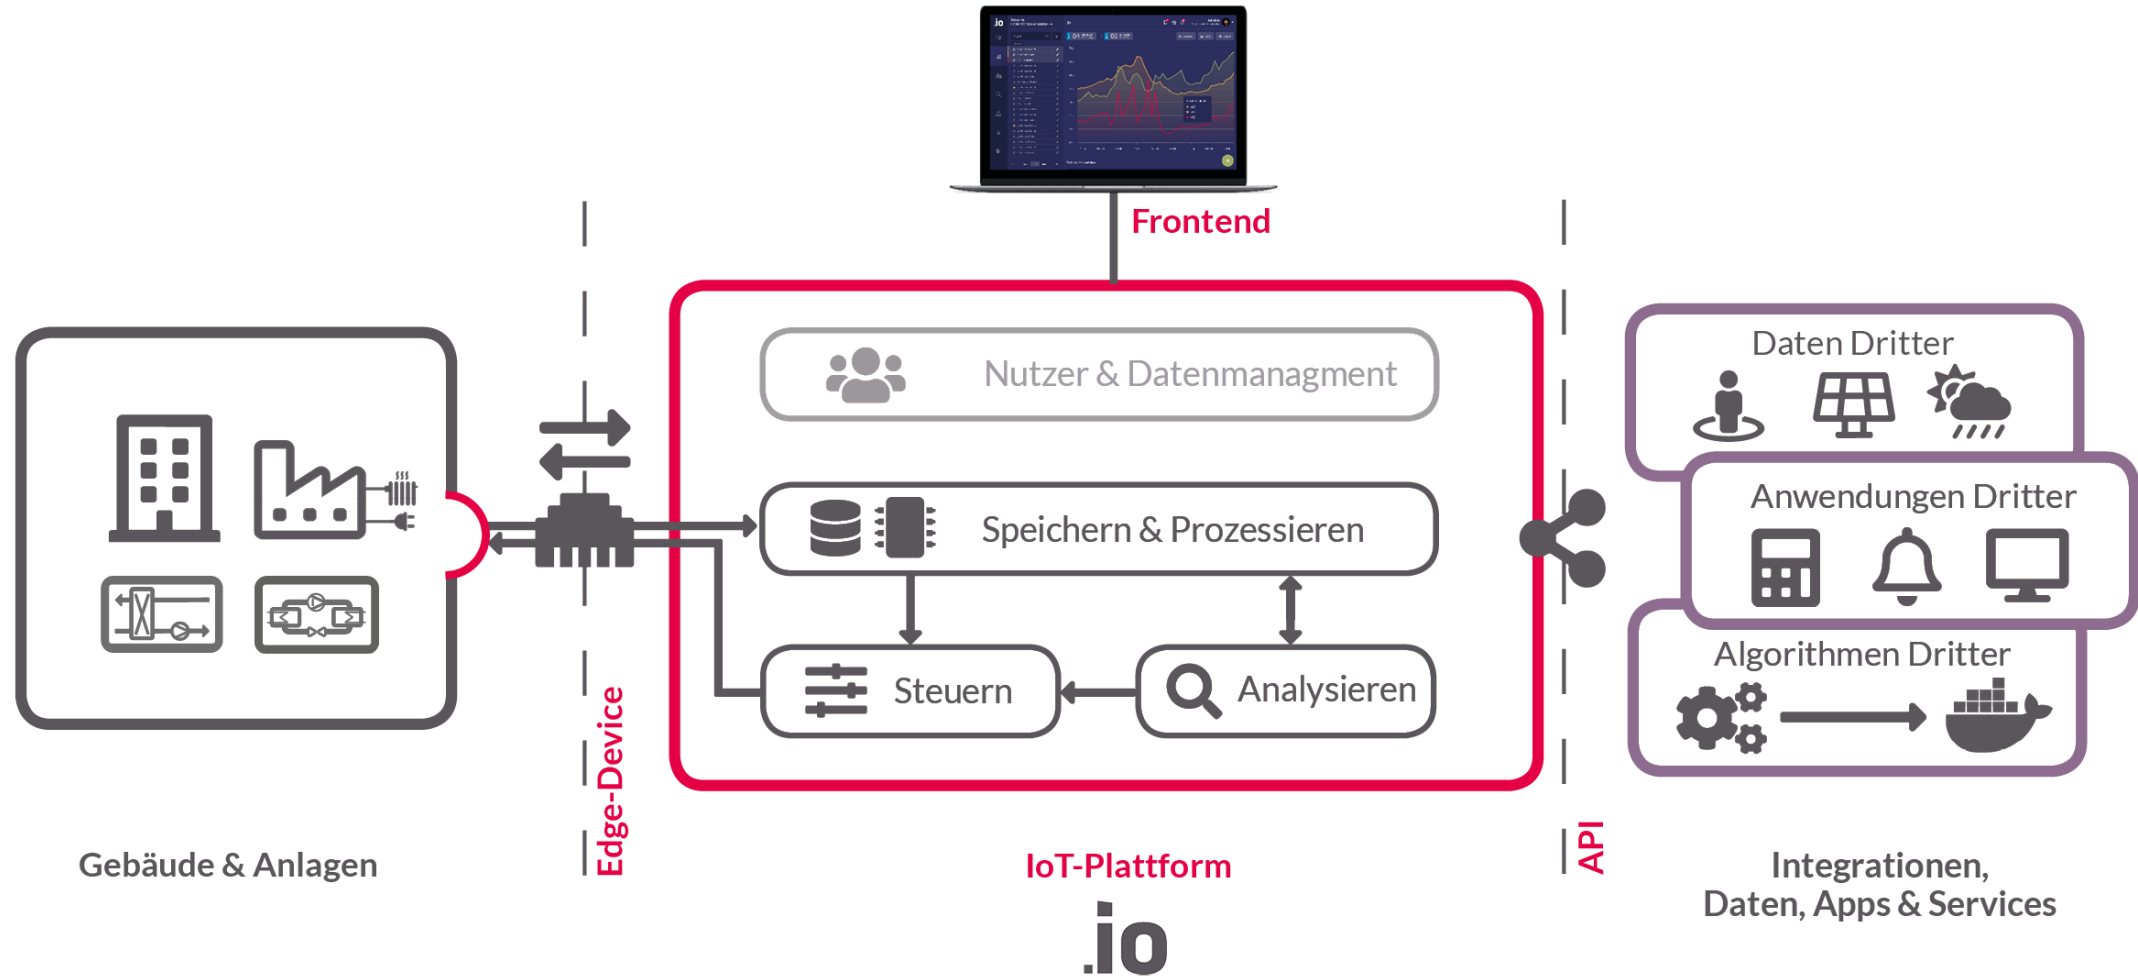 .io
Frontend
Nutzer & Datenmanagment
Speichern & Prozessieren
Steuern
Analysieren
Daten Dritter
Anwendungen Dritter
Algorithmen Dritter
Edge-Device
API
Gebäude & Anlagen
IoT-Plattform
.io
Integrationen,
Daten, Apps & Services